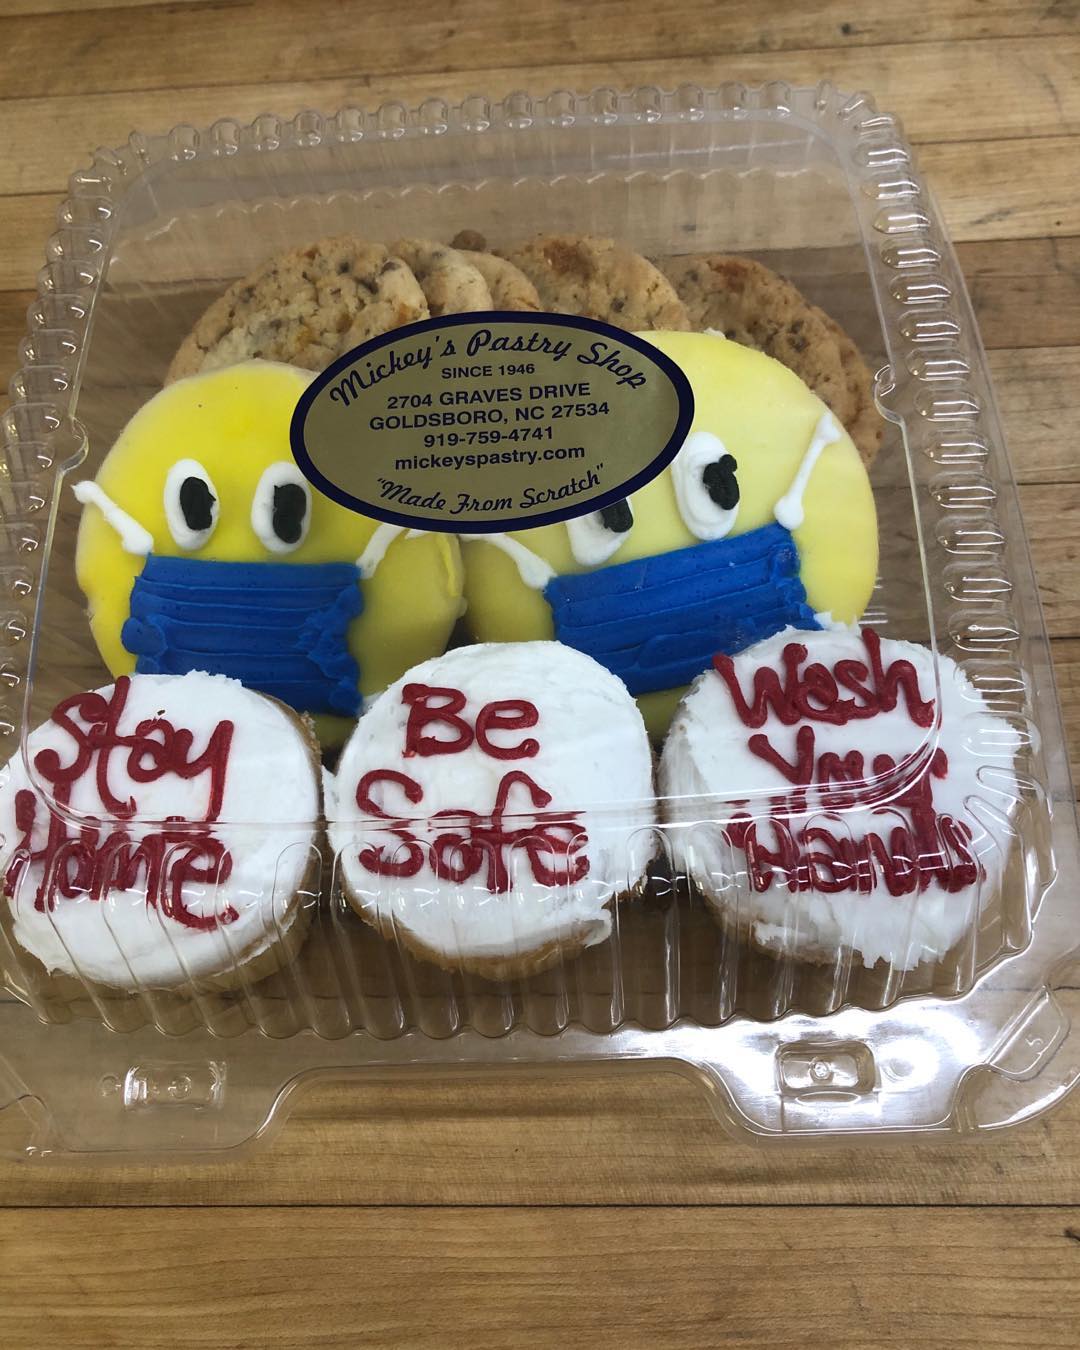 Mickey's Pastry Shop
SINCE 1946
2704 GRAVES DRIVE
GOLDSBORO, NC 27534
919-759-4741
mickeyspastry.com
"Made From Scratch"
Stay
Home
Be
Safe
Wash
Your
Hands